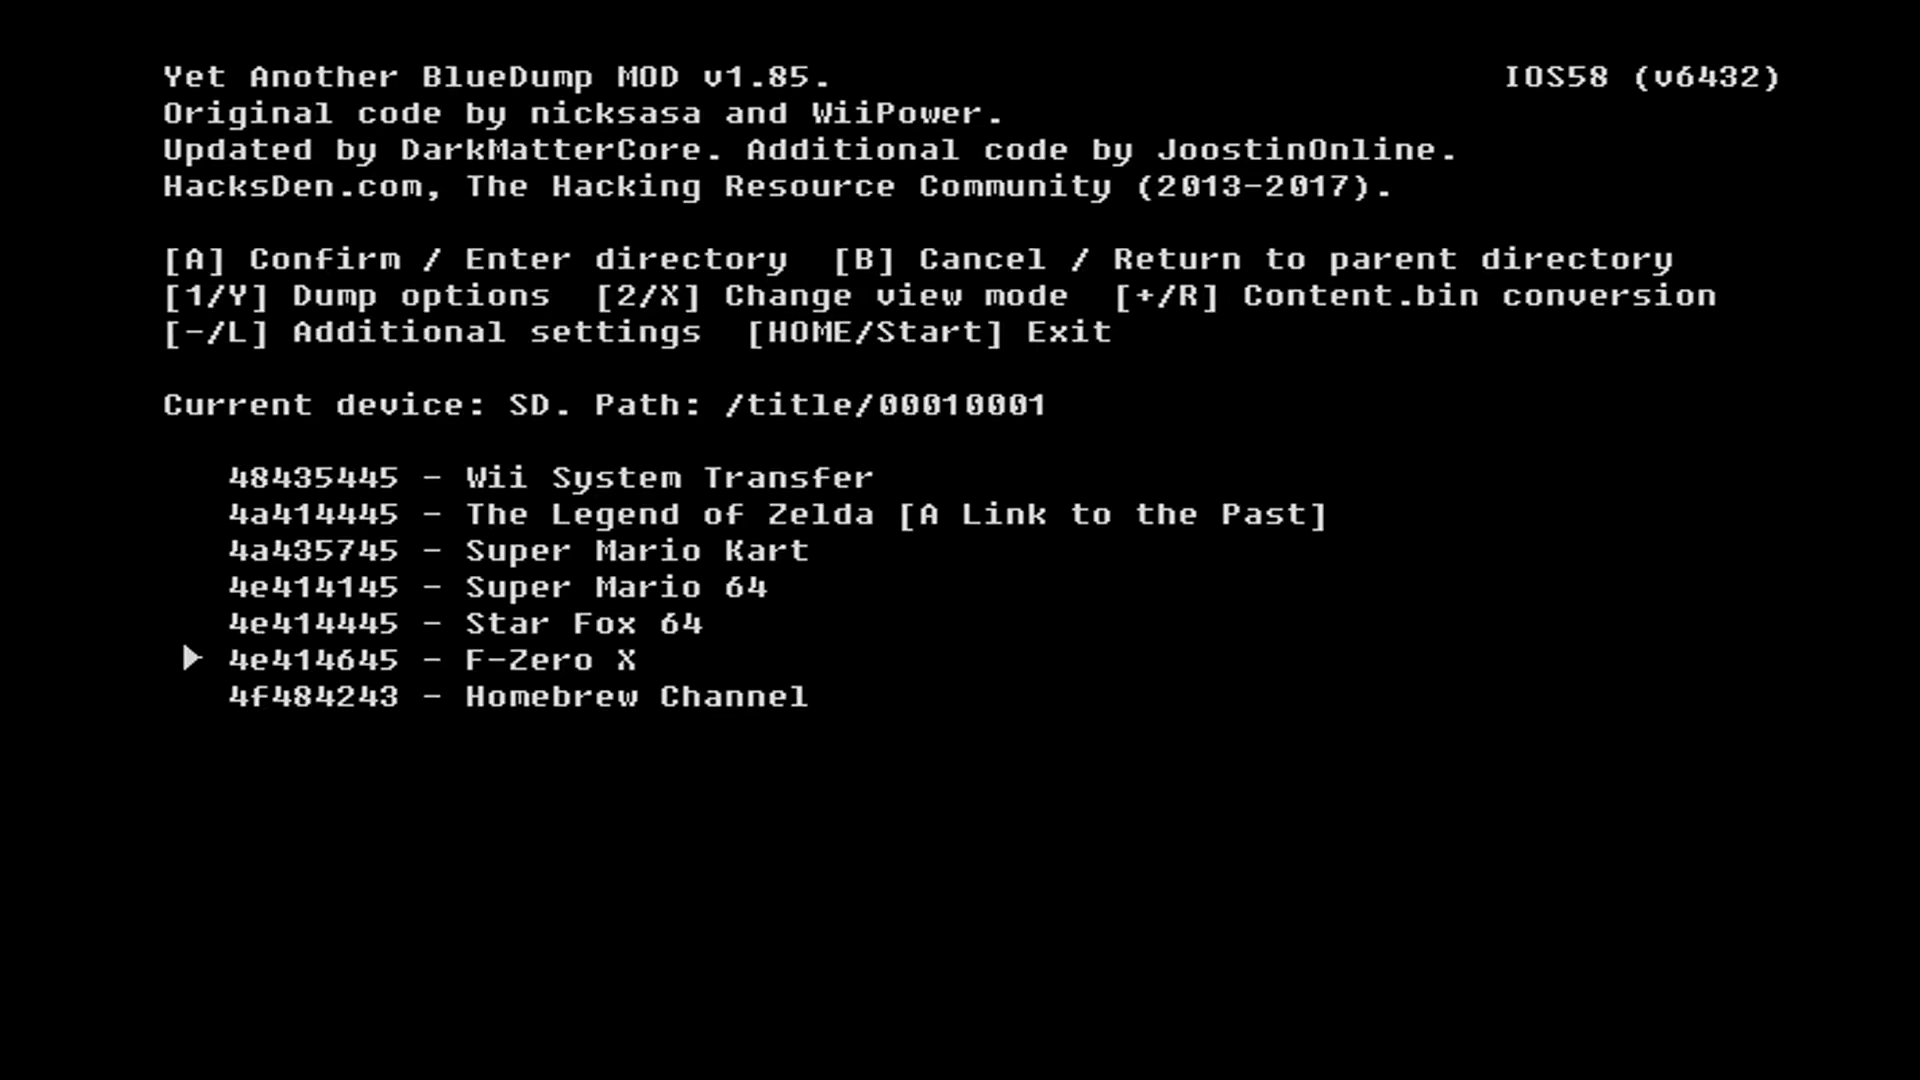 Yet Another BlueDump MOD v1.85. IOS58 (v6432)
Original code by nicksasa and WiiPower.
Updated by DarkMatterCore. Additional code by JoostinOnline.
HacksDen.com, The Hacking Resource Community (2013-2017).
[A] Confirm / Enter directory [B] Cancel / Return to parent directory
[1/Y] Dump options [2/X] Change view mode [+/R] Content.bin conversion
[-/L] Additional settings [HOME/Start] Exit
Current device: SD. Path: /title/00010001
48435445 - Wii System Transfer
4a414445 - The Legend of Zelda [A Link to the Past]
4a435745 - Super Mario Kart
4e414145 - Super Mario 64
4e414445 - Star Fox 64
4e414645 - F-Zero X
4f484243 - Homebrew Channel